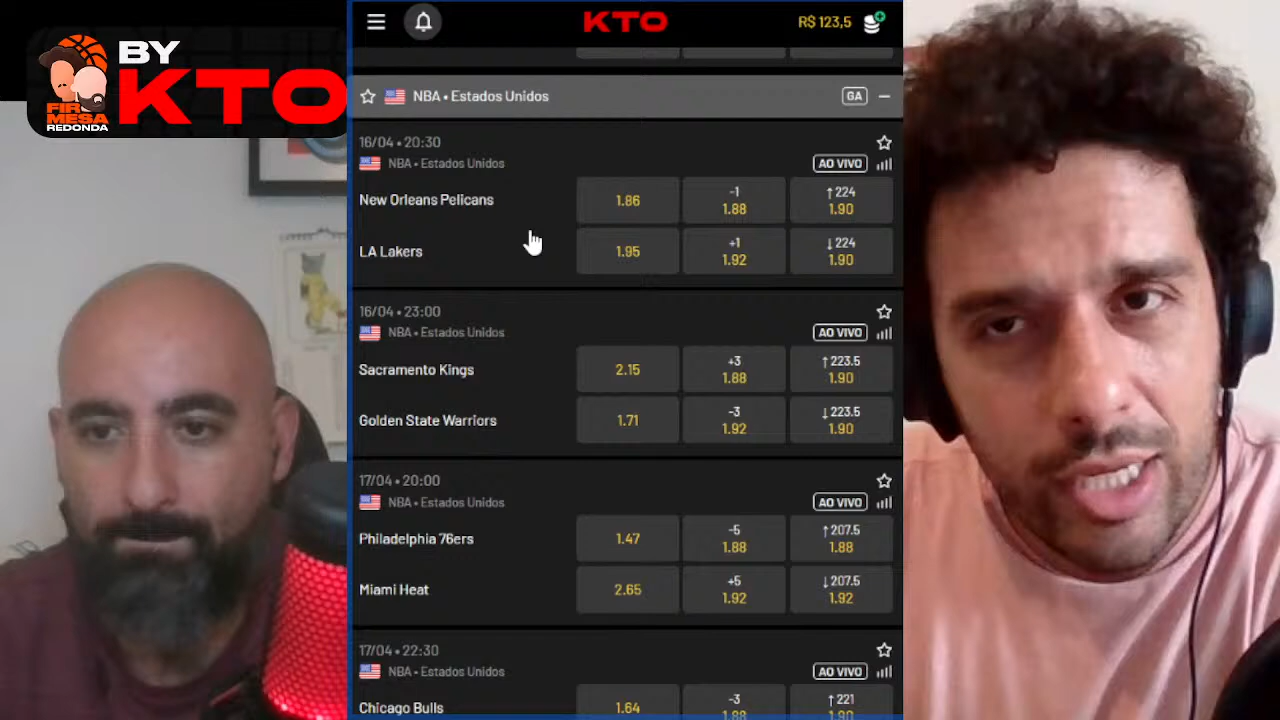 BY
KTO
FIR
MESA
REDONDA
KTO
R$ 123,5
NBA • Estados Unidos
GA
16/04 • 20:30
NBA • Estados Unidos
AO VIVO
New Orleans Pelicans
1.86
-1
1.88
↑224
1.90
LA Lakers
1.95
+1
1.92
↓224
1.90
16/04 • 23:00
NBA • Estados Unidos
AO VIVO
Sacramento Kings
2.15
+3
1.88
↑223.5
1.90
Golden State Warriors
1.71
-3
1.92
↓223.5
1.90
17/04 • 20:00
NBA • Estados Unidos
AO VIVO
Philadelphia 76ers
1.47
-5
1.88
↑207.5
1.88
Miami Heat
2.65
+5
1.92
↓207.5
1.92
17/04 • 22:30
NBA • Estados Unidos
AO VIVO
Chicago Bulls
1.64
-3
1.88
↑221
1.90